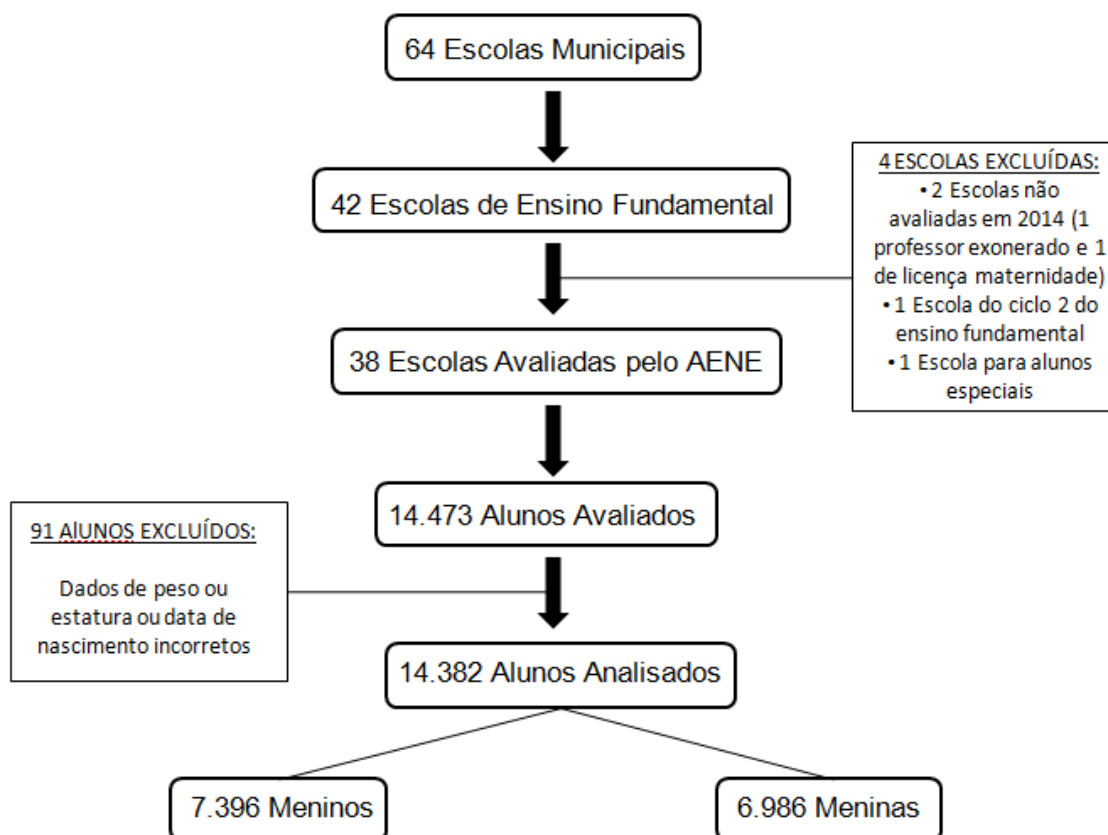 64 Escolas Municipais
42 Escolas de Ensino Fundamental
4 ESCOLAS EXCLUÍDAS:
• 2 Escolas não
avaliadas em 2014 (1
professor exonerado e 1
de licença maternidade)
• 1 Escola do ciclo 2 do
ensino fundamental
• 1 Escola para alunos
especiais
38 Escolas Avaliadas pelo AENE
14.473 Alunos Avaliados
91 AlUNOS EXCLUÍDOS:
Dados de peso ou
estatura ou data de
nascimento incorretos
14.382 Alunos Analisados
7.396 Meninos
6.986 Meninas